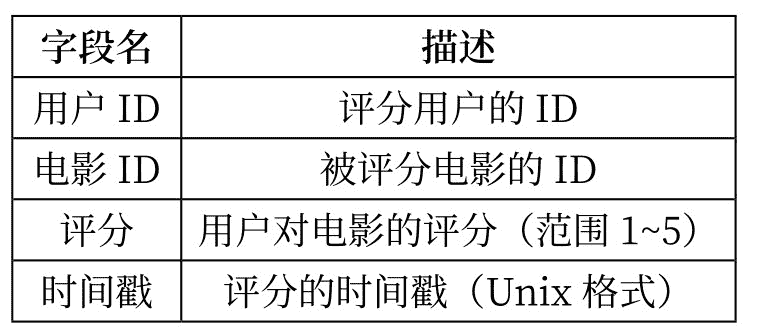 字段名 描述
用户 ID 评分用户的 ID
电影 ID 被评分电影的 ID
评分 用户对电影的评分（范围 1~5）
时间戳 评分的时间戳（Unix 格式）